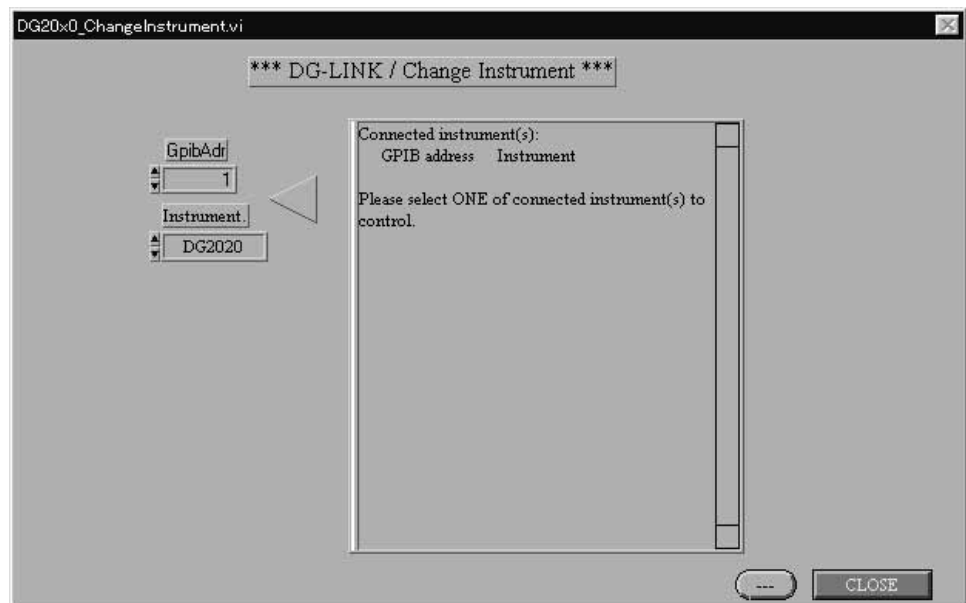 DG20x0_ChangeInstrument.vi
*** DG-LINK / Change Instrument ***
GpibAdr
1
Instrument.
DG2020
Connected instrument(s):
GPIB address Instrument
Please select ONE of connected instrument(s) to
control.
---
CLOSE